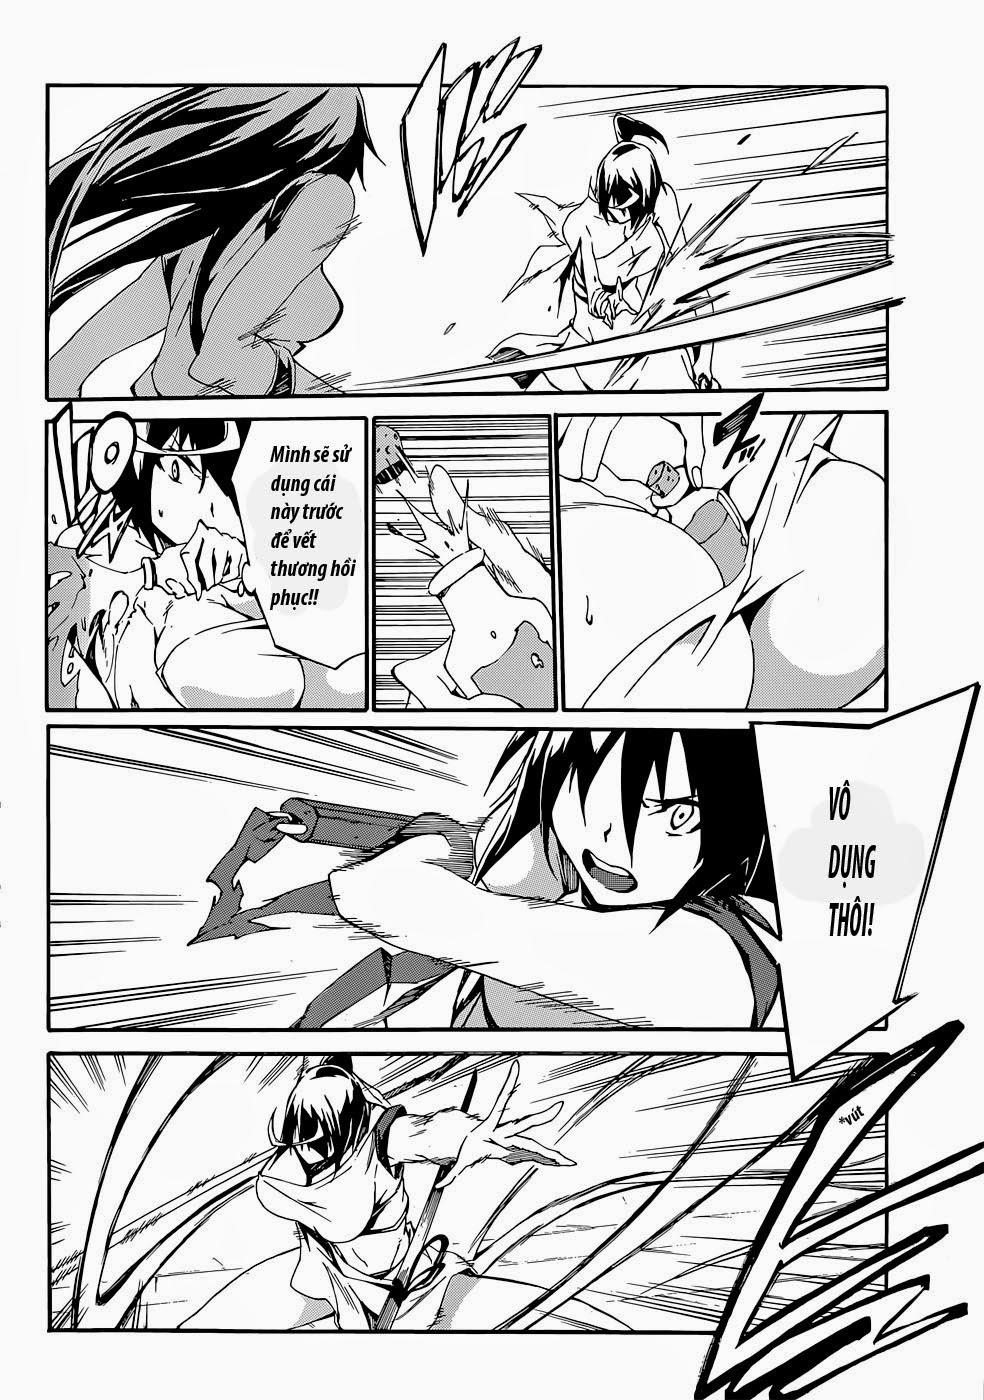 Mình sẽ sử
dụng cái
này trước
để vết
thương hồi
phục!!
VÔ
DỤNG
THÔI!
*vút